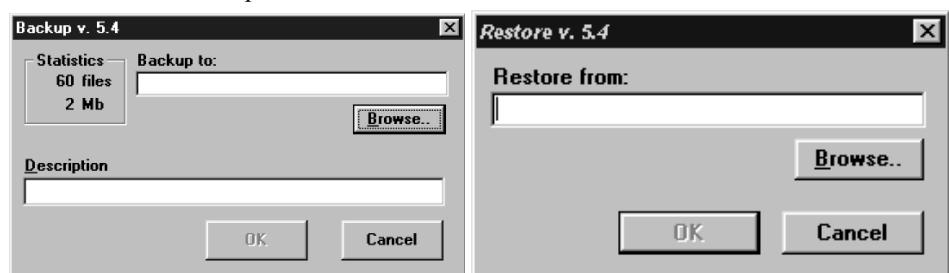 Backup v. 5.4
Statistics
60 files
2 Mb
Backup to:
Browse..
Description
OK
Cancel
Restore v. 5.4
Restore from:
Browse..
OK
Cancel